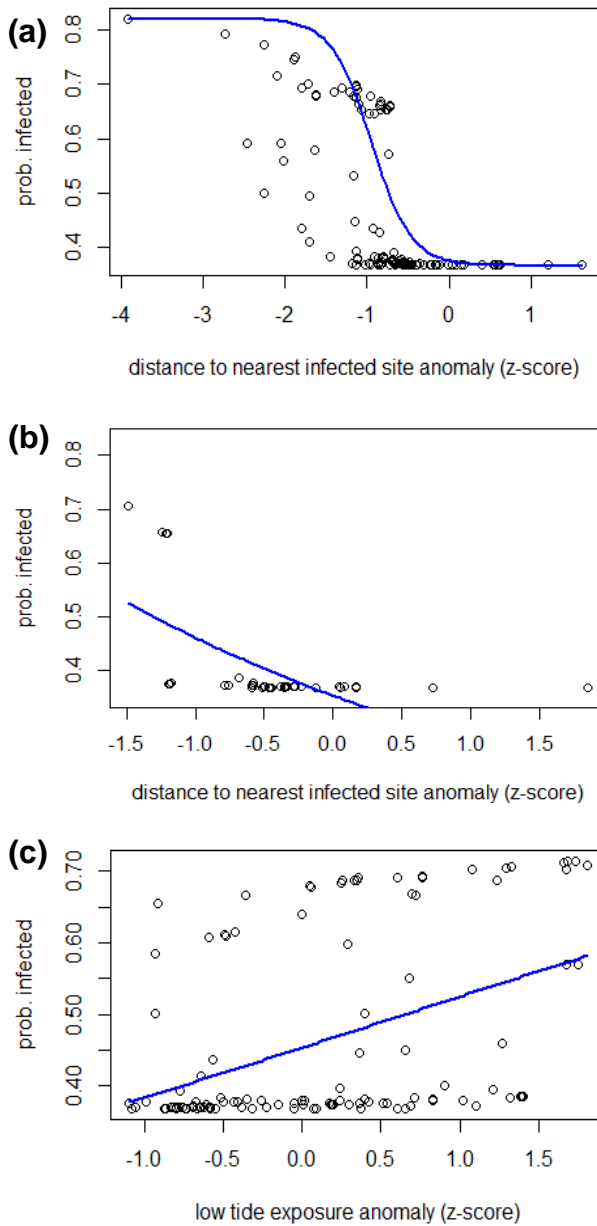 (a)
prob. infected
0.8
0.7
0.6
0.5
0.4
-4 -3 -2 -1 0 1
distance to nearest infected site anomaly (z-score)
(b)
prob. infected
0.8
0.7
0.6
0.5
0.4
-1.5 -1.0 -0.5 0.0 0.5 1.0 1.5
distance to nearest infected site anomaly (z-score)
(c)
prob. infected
0.70
0.60
0.50
0.40
-1.0 -0.5 0.0 0.5 1.0 1.5
low tide exposure anomaly (z-score)